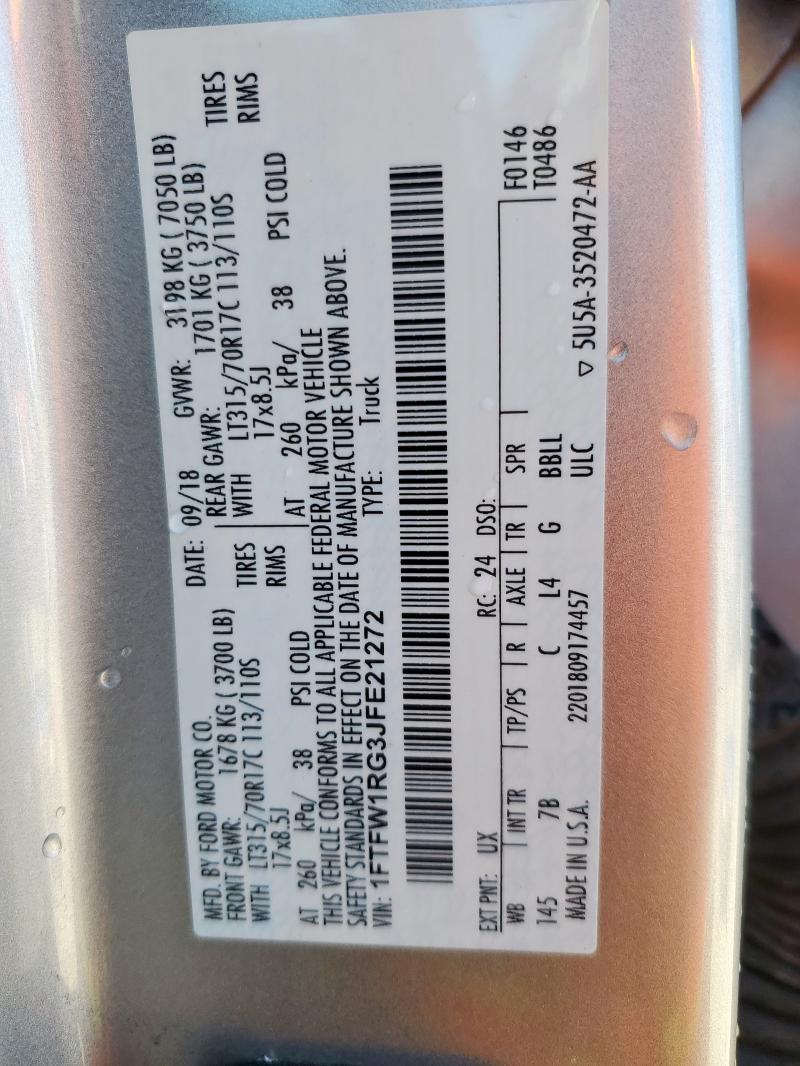 MFD. BY FORD MOTOR CO.
DATE: 09/18 GVWR: 3198 KG ( 7050 LB)
FRONT GAWR: 1678 KG ( 3700 LB)
REAR GAWR: 1701 KG ( 3750 LB)
WITH LT315/70R17C 113/110S TIRES
WITH LT315/70R17C 113/110S TIRES
17x8.5J RIMS
17x8.5J RIMS
AT 260 kPa/ 38 PSI COLD
AT 260 kPa/ 38 PSI COLD
THIS VEHICLE CONFORMS TO ALL APPLICABLE FEDERAL MOTOR VEHICLE
SAFETY STANDARDS IN EFFECT ON THE DATE OF MANUFACTURE SHOWN ABOVE.
VIN: 1FTFW1RG3JFE21272 TYPE: Truck
EXT PNT: UX RC: 24 DSO:
WB INT TR TP/PS R AXLE TR SPR F0146
145 7B C L4 G BBLL T0486
MADE IN U.S.A. 2201809174457 ULC ▽ 5U5A-3520472-AA